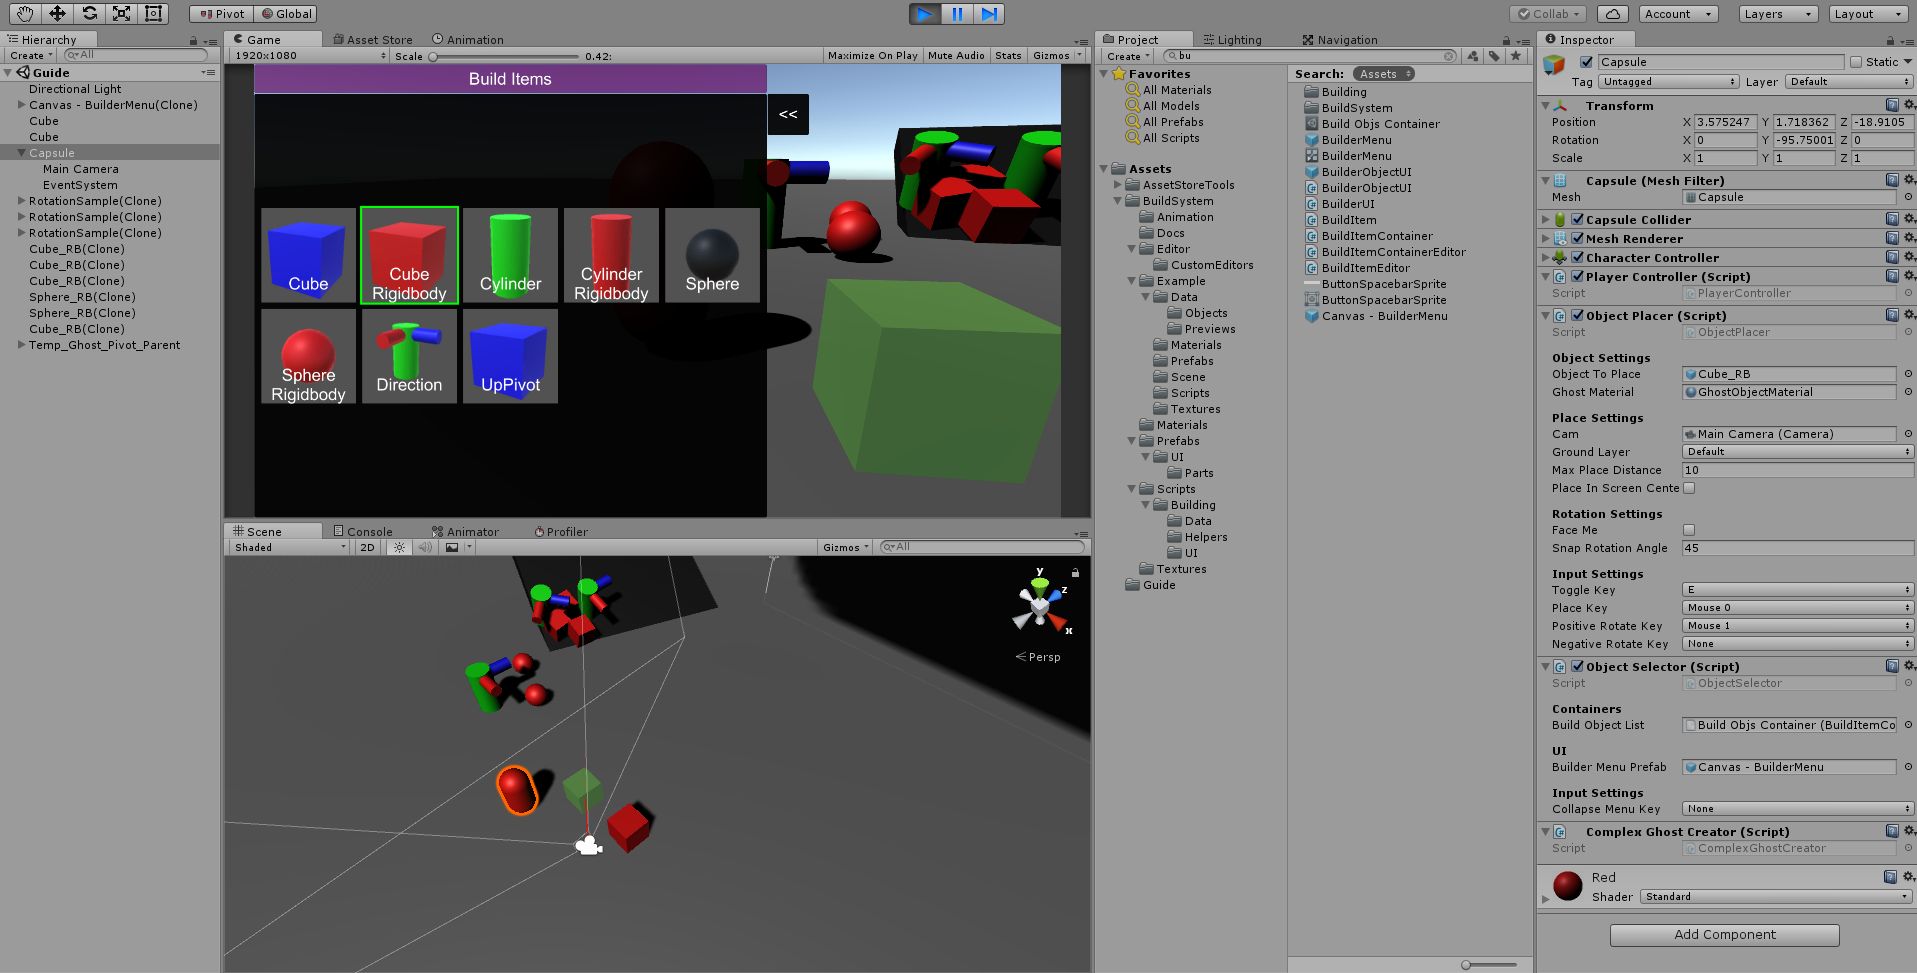 Pivot Global Collab Account Layers Layout
Hierarchy
Create All
Guide
Directional Light
Canvas - BuilderMenu(Clone)
Cube
Cube
Capsule
Main Camera
EventSystem
RotationSample(Clone)
RotationSample(Clone)
RotationSample(Clone)
Cube_RB(Clone)
Cube_RB(Clone)
Cube_RB(Clone)
Sphere_RB(Clone)
Sphere_RB(Clone)
Cube_RB(Clone)
Temp_Ghost_Pivot_Parent
Game Asset Store Animation
1920x1080 Scale 0.42: Maximize On Play Mute Audio Stats Gizmos
Build Items
<<
Cube
Cube
Rigidbody
Cylinder
Cylinder
Rigidbody
Sphere
Sphere
Rigidbody
Direction
UpPivot
Scene Console Animator Profiler
Shaded 2D Gizmos All
y
z
x
Persp
Project Lighting Navigation
Create bu
Favorites
All Materials
All Models
All Prefabs
All Scripts
Assets
AssetStoreTools
BuildSystem
Animation
Docs
Editor
CustomEditors
Example
Data
Objects
Previews
Materials
Prefabs
Scene
Scripts
Textures
Materials
Prefabs
UI
Parts
Scripts
Building
Data
Helpers
UI
Textures
Guide
Search: Assets
Building
BuildSystem
Build Objs Container
BuilderMenu
BuilderMenu
BuilderObjectUI
BuilderObjectUI
BuilderUI
BuildItem
BuildItemContainer
BuildItemContainerEditor
BuildItemEditor
ButtonSpacebarSprite
ButtonSpacebarSprite
Canvas - BuilderMenu
Inspector
Capsule Static
Tag Untagged Layer Default
Transform
Position X 3.575247 Y 1.718362 Z -18.9105
Rotation X 0 Y -95.75001 Z 0
Scale X 1 Y 1 Z 1
Capsule (Mesh Filter)
Mesh Capsule
Capsule Collider
Mesh Renderer
Character Controller
Player Controller (Script)
Script PlayerController
Object Placer (Script)
Script ObjectPlacer
Object Settings
Object To Place Cube_RB
Ghost Material GhostObjectMaterial
Place Settings
Cam Main Camera (Camera)
Ground Layer Default
Max Place Distance 10
Place In Screen Cente
Rotation Settings
Face Me
Snap Rotation Angle 45
Input Settings
Toggle Key E
Place Key Mouse 0
Positive Rotate Key Mouse 1
Negative Rotate Key None
Object Selector (Script)
Script ObjectSelector
Containers
Build Object List Build Objs Container (BuildItemCo
UI
Builder Menu Prefab Canvas - BuilderMenu
Input Settings
Collapse Menu Key None
Complex Ghost Creator (Script)
Script ComplexGhostCreator
Red
Shader Standard
Add Component